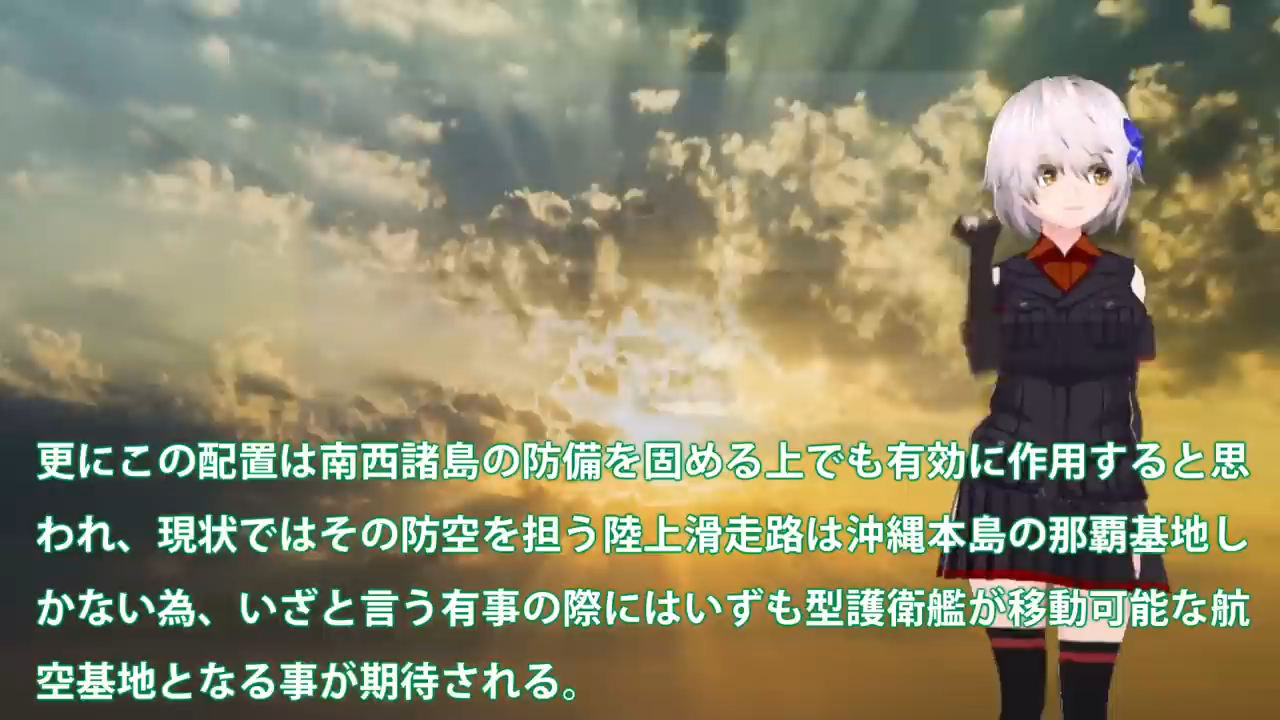 更にこの配置は南西諸島の防備を固める上でも有効に作用すると思
われ、現状ではその防空を担う陸上滑走路は沖縄本島の那覇基地し
かない為、いざと言う有事の際にはいずも型護衛艦が移動可能な航
空基地となる事が期待される。